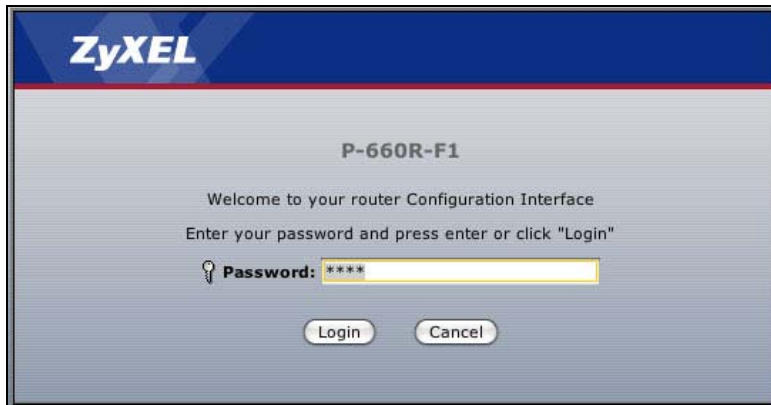 ZyXEL
P-660R-F1
Welcome to your router Configuration Interface
Enter your password and press enter or click "Login"
Password: ****
Login Cancel